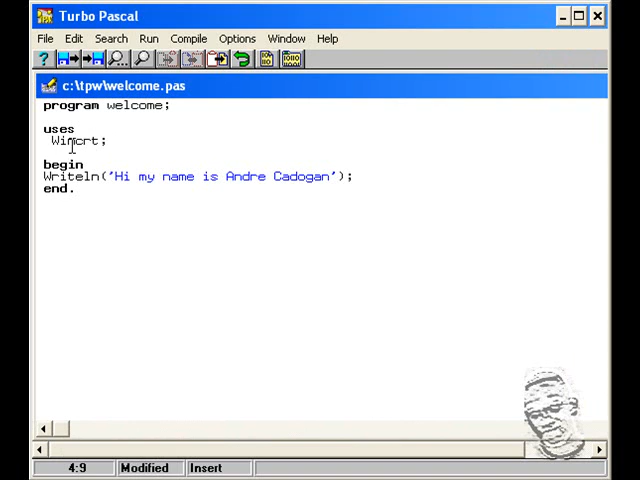 Turbo Pascal
File Edit Search Run Compile Options Window Help
c:\tpw\welcome.pas
program welcome;
uses
Wincrt;
begin
Writeln('Hi my name is Andre Cadogan');
end.
4:9 Modified Insert